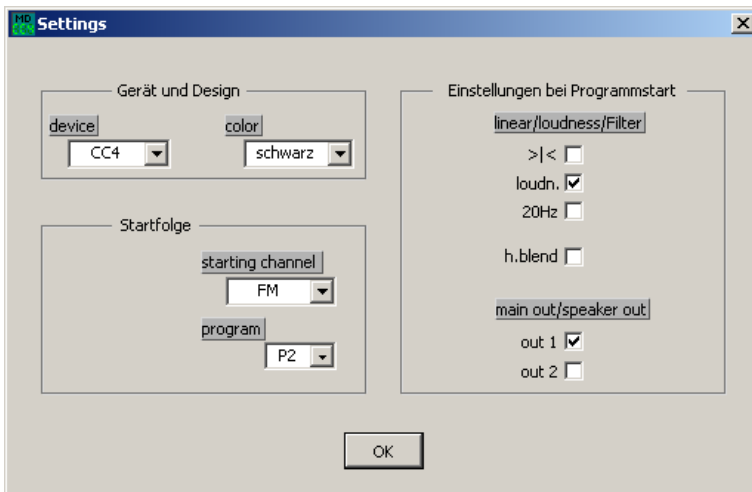 MD
CC4
Settings
Gerät und Design
device
color
CC4
schwarz
Startfolge
starting channel
FM
program
P2
Einstellungen bei Programmstart
linear/loudness/Filter
>|<
loudn.
20Hz
h.blend
main out/speaker out
out 1
out 2
OK